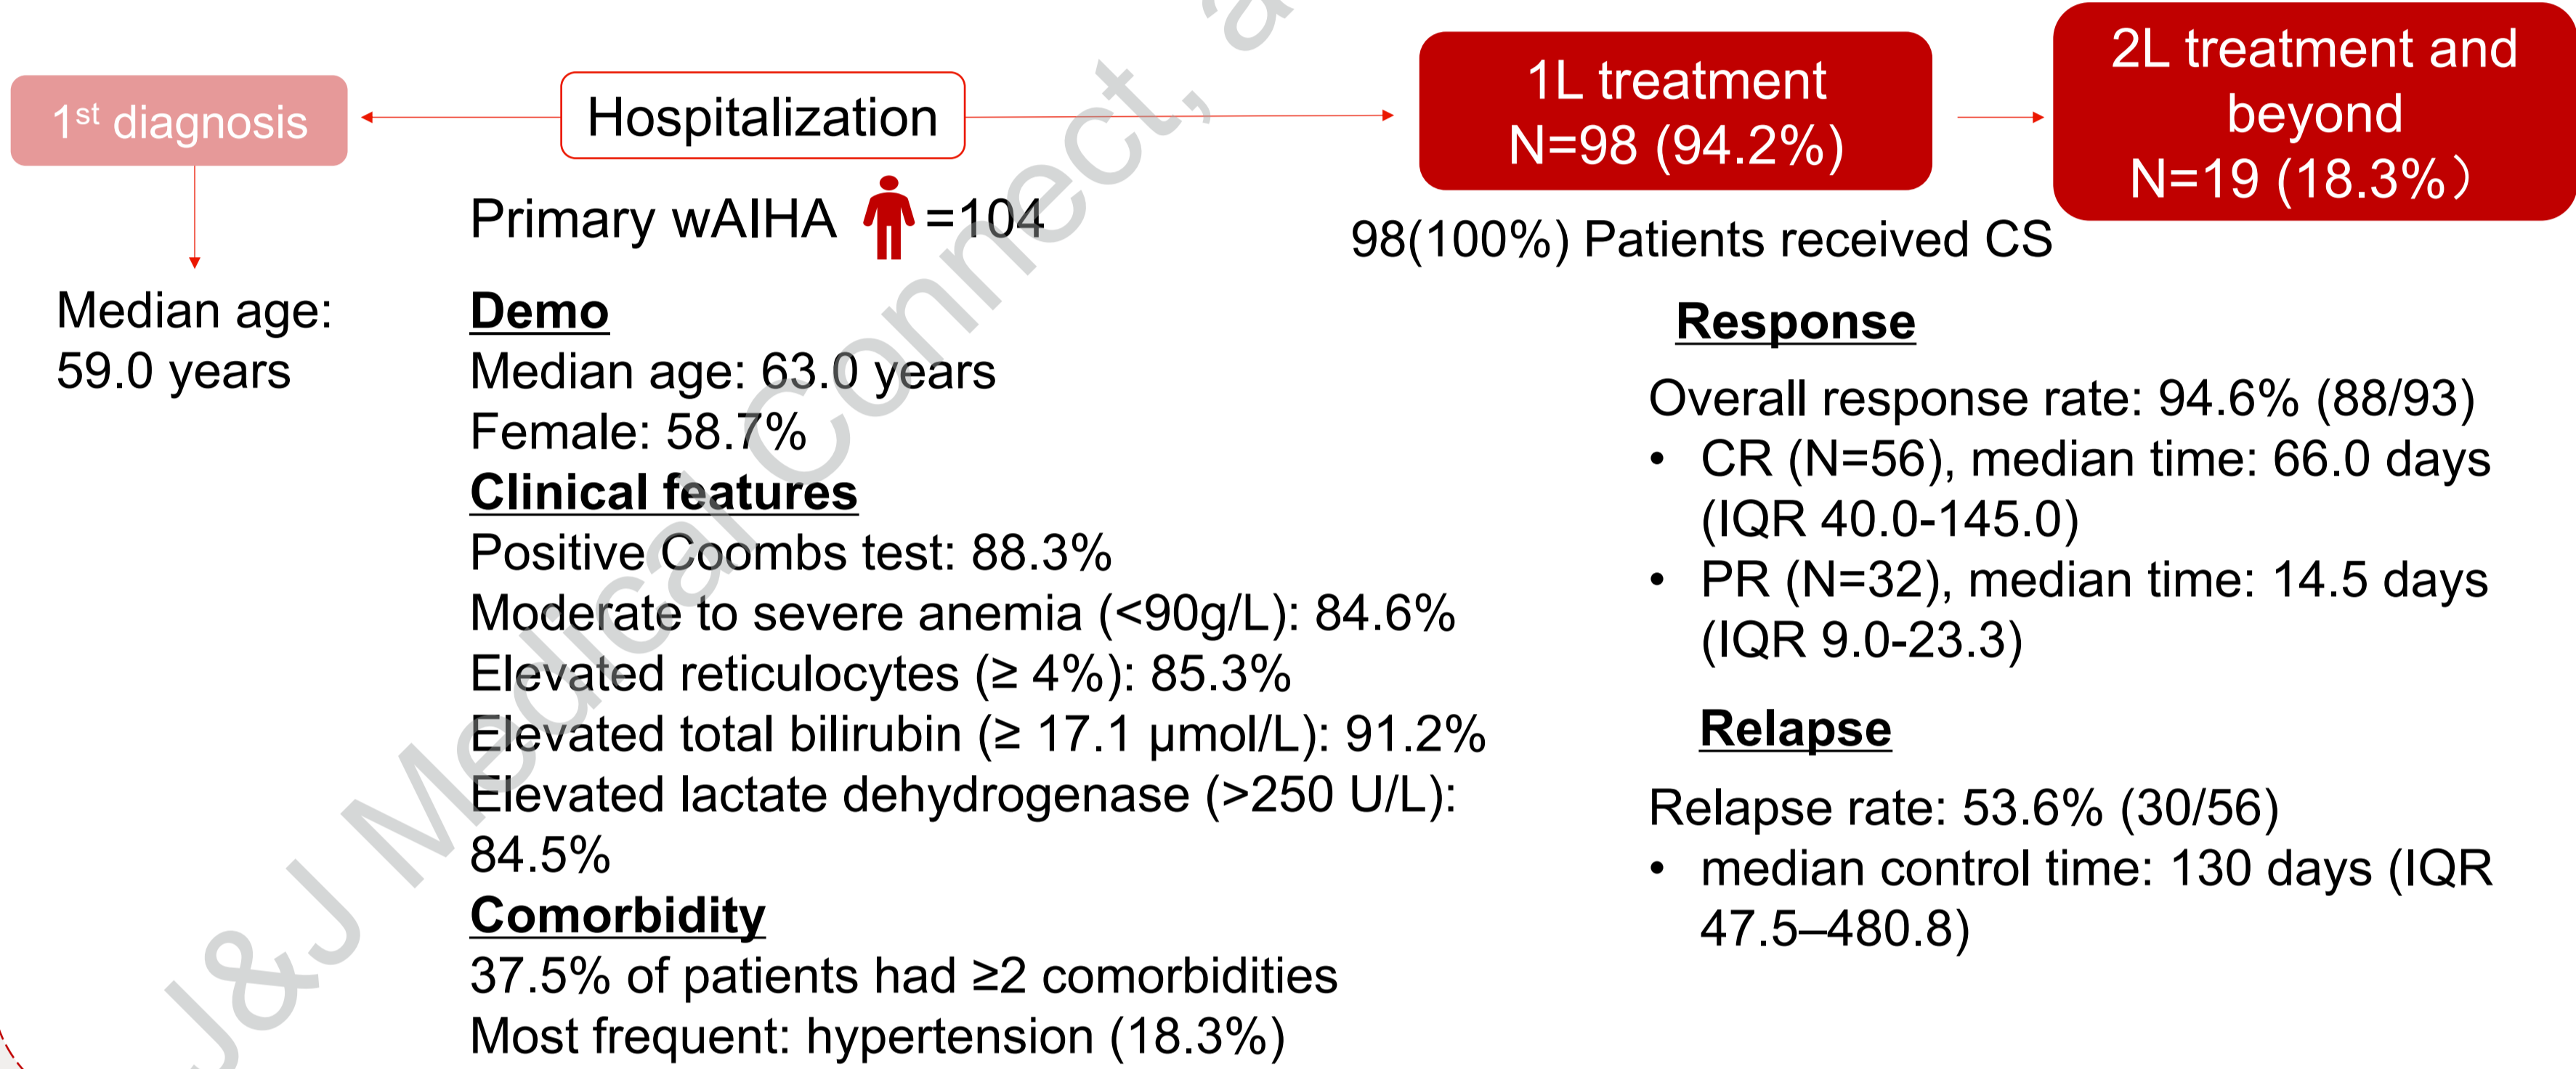 1st diagnosis
Hospitalization
1L treatment
N=98 (94.2%)
2L treatment and
beyond
N=19 (18.3%）
Median age:
59.0 years
Primary wAIHA =104
Demo
Median age: 63.0 years
Female: 58.7%
Clinical features
Positive Coombs test: 88.3%
Moderate to severe anemia (<90g/L): 84.6%
Elevated reticulocytes (≥ 4%): 85.3%
Elevated total bilirubin (≥ 17.1 μmol/L): 91.2%
Elevated lactate dehydrogenase (>250 U/L):
84.5%
Comorbidity
37.5% of patients had ≥2 comorbidities
Most frequent: hypertension (18.3%)
98(100%) Patients received CS
Response
Overall response rate: 94.6% (88/93)
• CR (N=56), median time: 66.0 days
(IQR 40.0-145.0)
• PR (N=32), median time: 14.5 days
(IQR 9.0-23.3)
Relapse
Relapse rate: 53.6% (30/56)
• median control time: 130 days (IQR
47.5–480.8)
J&J Medical Connect,